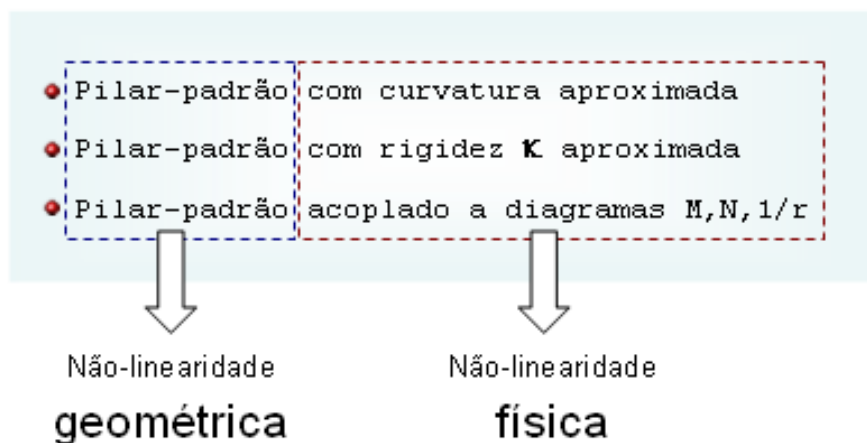 Pilar-padrão com curvatura aproximada
Pilar-padrão com rigidez κ aproximada
Pilar-padrão acoplado a diagramas M,N,1/r
Não-linearidade Não-linearidade
geométrica física